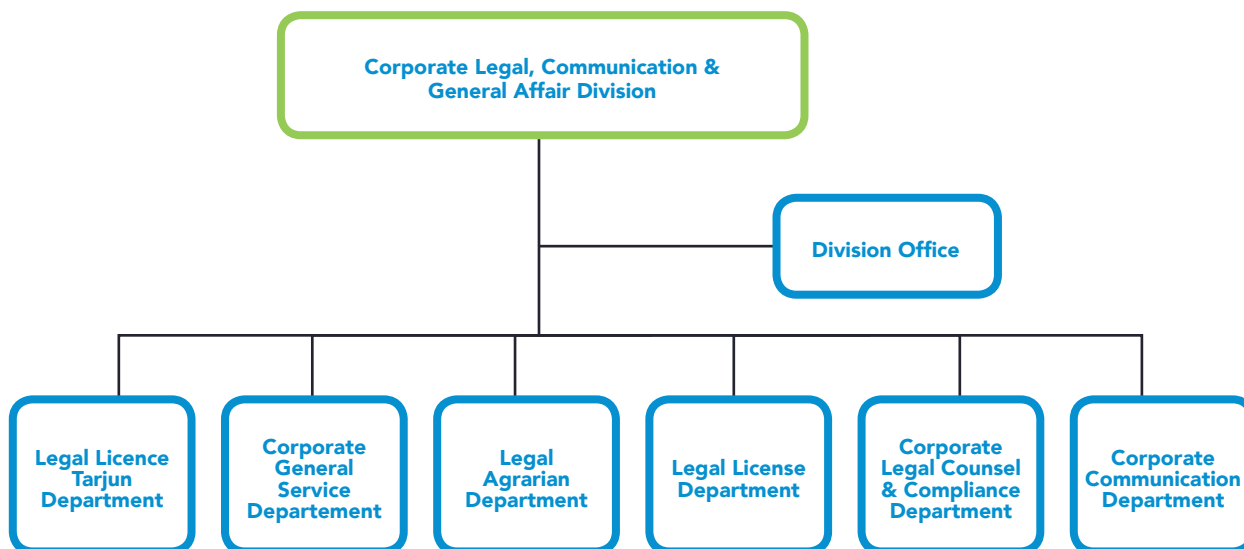 Corporate Legal, Communication &
General Affair Division
Division Office
Legal Licence
Tarjun
Department
Corporate
General
Service
Departement
Legal
Agrarian
Department
Legal License
Department
Corporate
Legal Counsel
& Compliance
Department
Corporate
Communication
Department